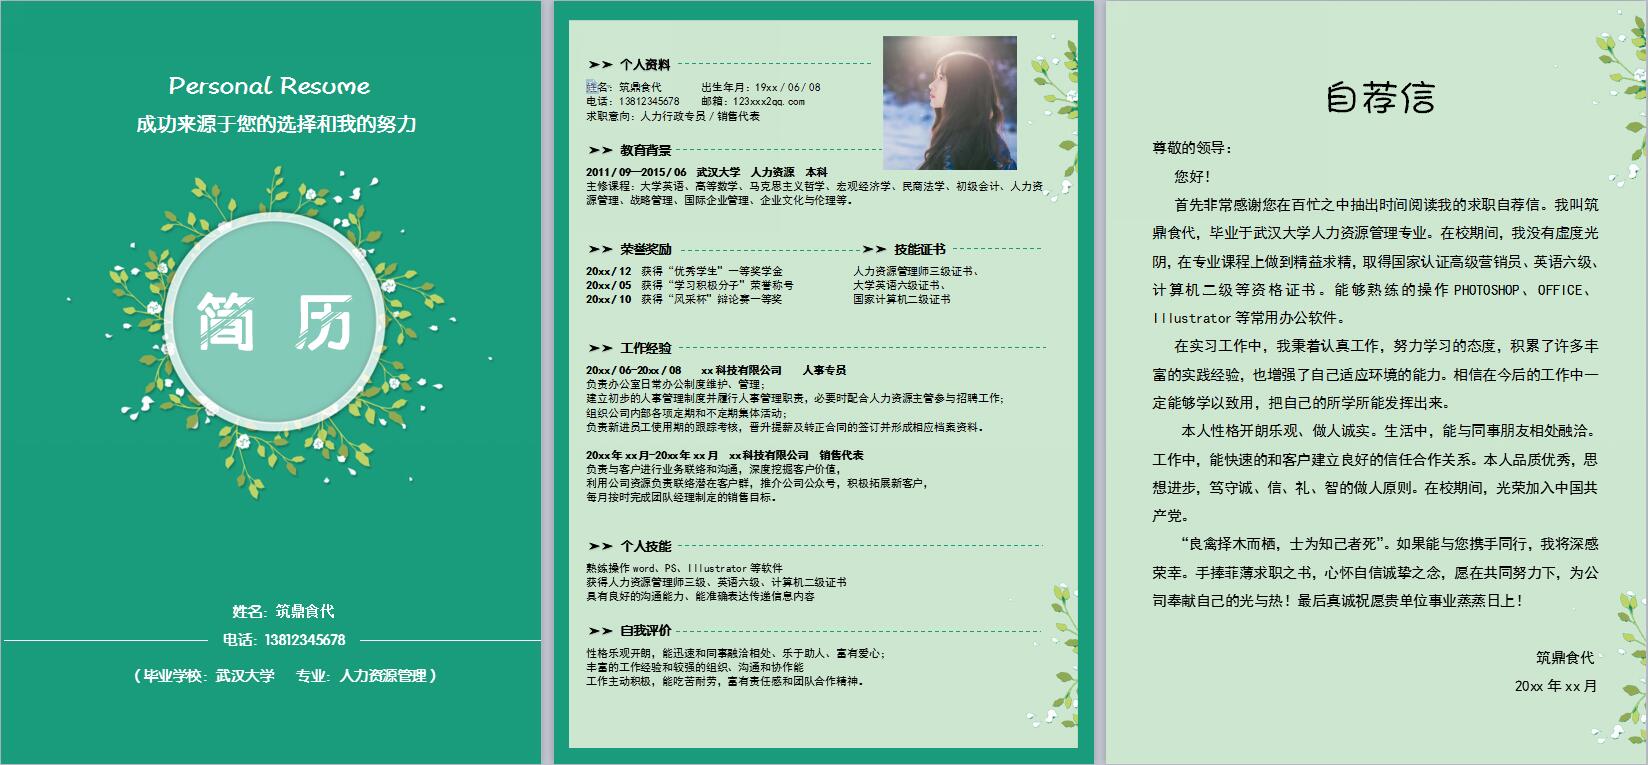 Personal Resume
成功来源于您的选择和我的努力
简 历
姓名: 筑鼎食代
电话: 13812345678
(毕业学校: 武汉大学 专业: 人力资源管理)
➢➢ 个人资料
姓名: 筑鼎食代 出生年月: 19xx / 06 / 08
电话: 13812345678 邮箱: 123xxx2qq.com
求职意向: 人力行政专员 / 销售代表
➢➢ 教育背景
2011 / 09—2015 / 06 武汉大学 人力资源 本科
主修课程: 大学英语、高等数学、马克思主义哲学、宏观经济学、民商法学、初级会计、人力资
源管理、战略管理、国际企业管理、企业文化与伦理等。
➢➢ 荣誉奖励
20xx / 12 获得“优秀学生”一等奖学金
20xx / 05 获得“学习积极分子”荣誉称号
20xx / 10 获得“风采杯”辩论赛一等奖
➢➢ 技能证书
人力资源管理师三级证书、
大学英语六级证书、
国家计算机二级证书
➢➢ 工作经验
20xx / 06-20xx / 08 xx 科技有限公司 人事专员
负责办公室日常办公制度维护、管理;
建立初步的人事管理制度并履行人事管理职责, 必要时配合人力资源主管参与招聘工作;
组织公司内部各项定期和不定期集体活动;
负责新进员工使用期的跟踪考核, 晋升提薪及转正合同的签订并形成相应档案资料。
20xx 年 xx 月-20xx 年 xx 月 xx 科技有限公司 销售代表
负责与客户进行业务联络和沟通, 深度挖掘客户价值,
利用公司资源负责联络潜在客户群, 推介公司公众号, 积极拓展新客户,
每月按时完成团队经理制定的销售目标。
➢➢ 个人技能
熟练操作 word、PS、Illustrator 等软件
获得人力资源管理师三级、英语六级、计算机二级证书
具有良好的沟通能力、能准确表达传递信息内容
➢➢ 自我评价
性格乐观开朗, 能迅速和同事融洽相处、乐于助人、富有爱心;
丰富的工作经验和较强的组织、沟通和协作能
工作主动积极, 能吃苦耐劳, 富有责任感和团队合作精神。
自荐信
尊敬的领导:
您好!
首先非常感谢您在百忙之中抽出时间阅读我的求职自荐信。我叫筑
鼎食代, 毕业于武汉大学人力资源管理专业。在校期间, 我没有虚度光
阴, 在专业课程上做到精益求精, 取得国家认证高级营销员、英语六级、
计算机二级等资格证书。能够熟练的操作 PHOTOSHOP、OFFICE、
Illustrator 等常用办公软件。
在实习工作中, 我秉着认真工作, 努力学习的态度, 积累了许多丰
富的实践经验, 也增强了自己适应环境的能力。相信在今后的工作中一
定能够学以致用, 把自己的所学所能发挥出来。
本人性格开朗乐观、做人诚实。生活中, 能与同事朋友相处融洽。
工作中, 能快速的和客户建立良好的信任合作关系。本人品质优秀, 思
想进步, 笃守诚、信、礼、智的做人原则。在校期间, 光荣加入中国共
产党。
“良禽择木而栖, 士为知己者死”。如果能与您携手同行, 我将深感
荣幸。手捧菲薄求职之书, 心怀自信诚挚之念, 愿在共同努力下, 为公
司奉献自己的光与热! 最后真诚祝愿贵单位事业蒸蒸日上!
筑鼎食代
20xx 年 xx 月